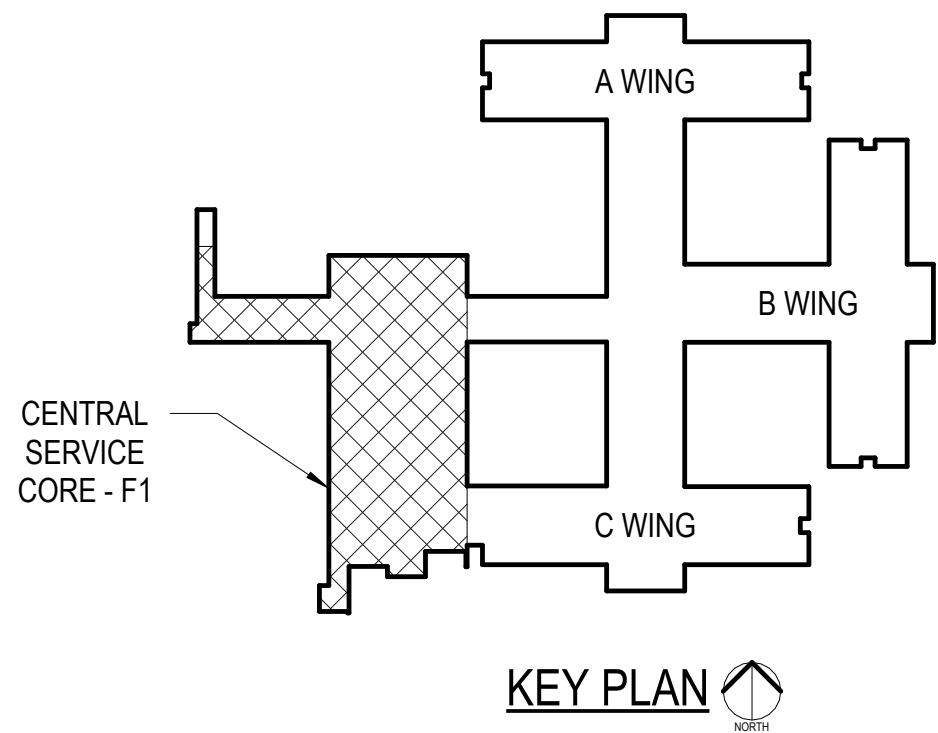 A WING
B WING
CENTRAL
SERVICE
CORE - F1
C WING
KEY PLAN
NORTH